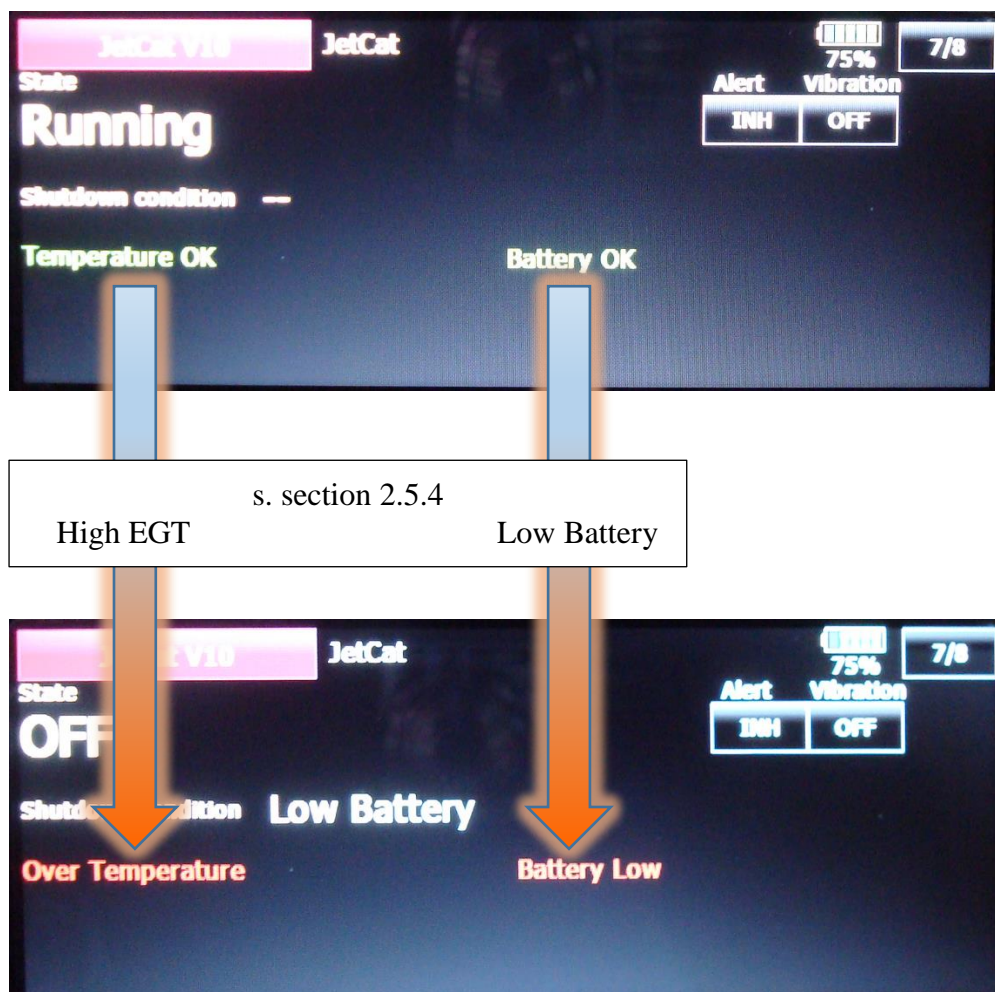 JetCat V10 JetCat 75% 7/8
State Alert Vibration
Running INH OFF
Shutdown condition --
Temperature OK Battery OK
s. section 2.5.4
High EGT Low Battery
V10 JetCat 75% 7/8
State Alert Vibration
OFF INH OFF
Low Battery
Over Temperature Battery Low